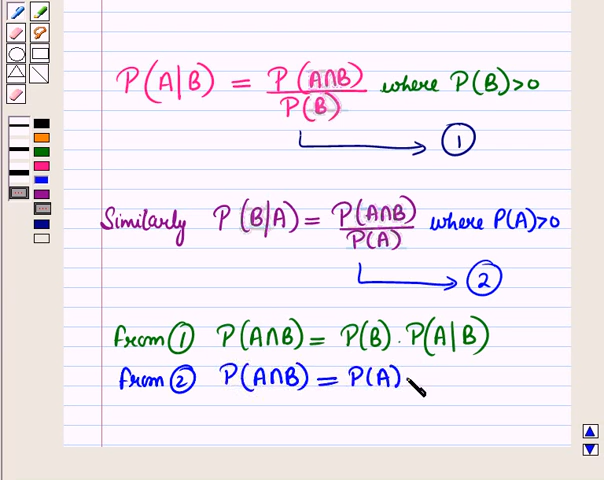 P(A|B) = P(A∩B)/P(B) where P(B)>0
1
Similarly P(B/A) = P(A∩B)/P(A) where P(A)>0
2
from 1 P(A∩B) = P(B) . P(A|B)
from 2 P(A∩B) = P(A)